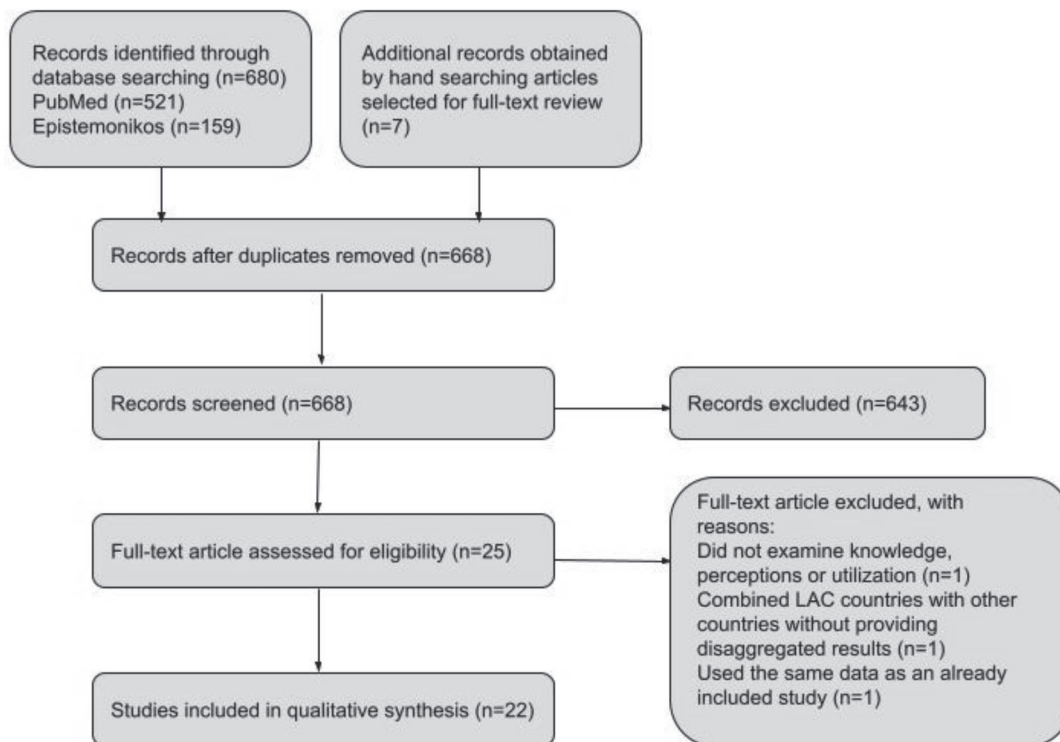 Records identified through
database searching (n=680)
PubMed (n=521)
Epistemonikos (n=159)
Additional records obtained
by hand searching articles
selected for full-text review
(n=7)
Records after duplicates removed (n=668)
Records screened (n=668)
Records excluded (n=643)
Full-text article assessed for eligibility (n=25)
Full-text article excluded, with
reasons:
Did not examine knowledge,
perceptions or utilization (n=1)
Combined LAC countries with other
countries without providing
disaggregated results (n=1)
Used the same data as an already
included study (n=1)
Studies included in qualitative synthesis (n=22)